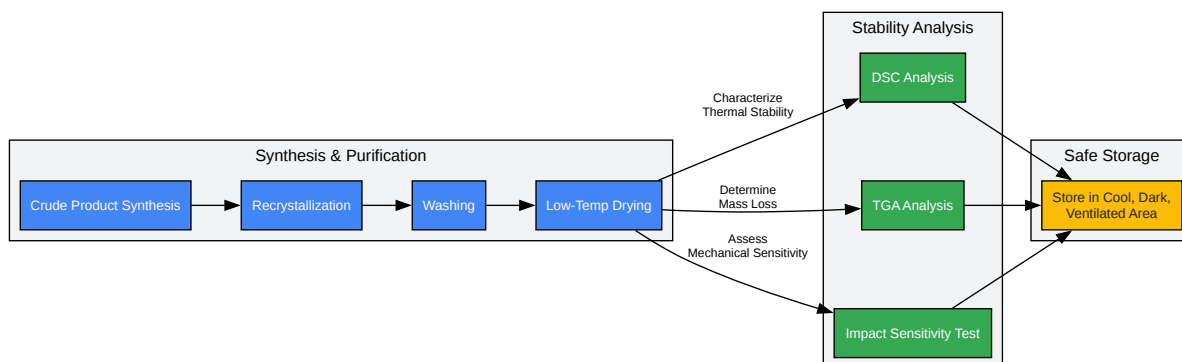 Synthesis & Purification
Crude Product Synthesis
Recrystallization
Washing
Low-Temp Drying
Characterize
Thermal Stability
Determine
Mass Loss
Assess
Mechanical Sensitivity
Stability Analysis
DSC Analysis
TGA Analysis
Impact Sensitivity Test
Safe Storage
Store in Cool, Dark,
Ventilated Area